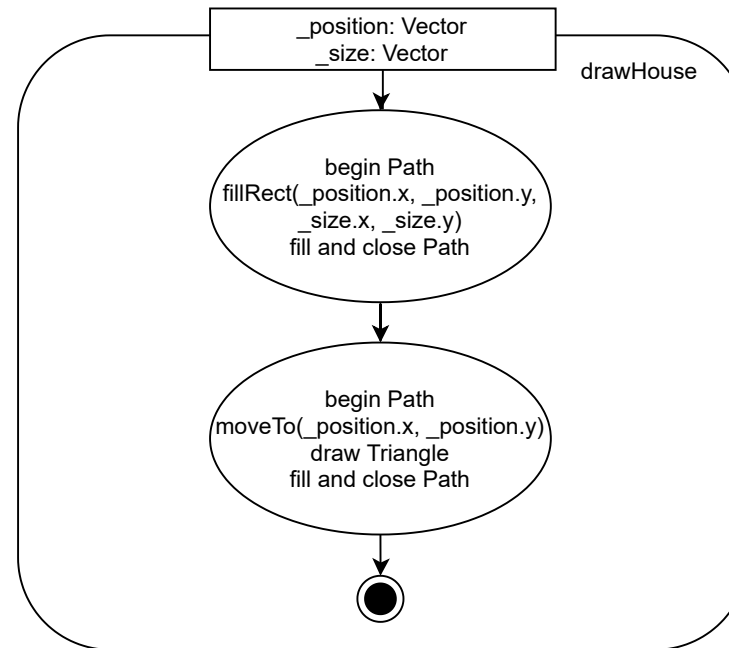 _position: Vector
_size: Vector
drawHouse
begin Path
fillRect(_position.x, _position.y,
_size.x, _size.y)
fill and close Path
begin Path
moveTo(_position.x, _position.y)
draw Triangle
fill and close Path